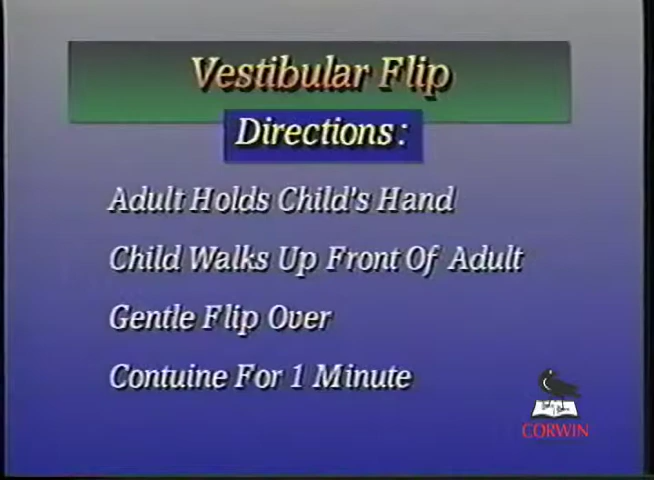 Vestibular Flip
Directions:
Adult Holds Child's Hand
Child Walks Up Front Of Adult
Gentle Flip Over
Contuine For 1 Minute
CORWIN